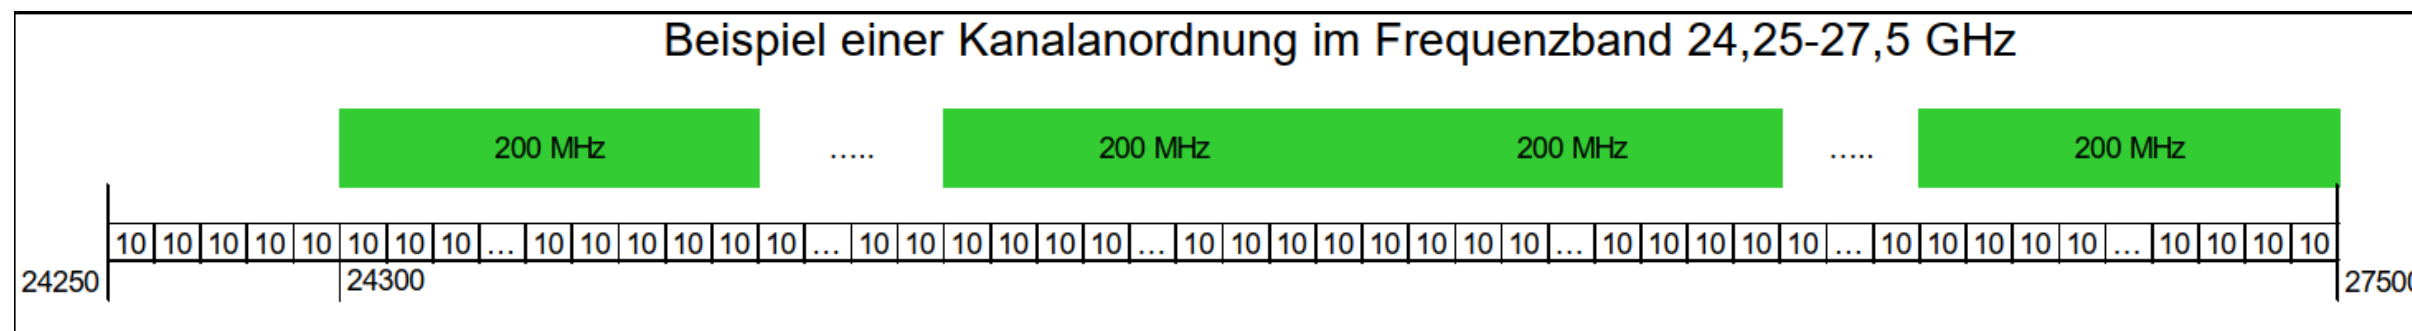 Beispiel einer Kanalanordnung im Frequenzband 24,25-27,5 GHz
200 MHz ..... 200 MHz 200 MHz ..... 200 MHz
10 10 10 10 10 10 10 10 ... 10 10 10 10 10 10 ... 10 10 10 10 10 10 ... 10 10 10 10 10 10 10 10 ... 10 10 10 10 10 ... 10 10 10 10 10 ... 10 10 10 10
24250 24300 27500